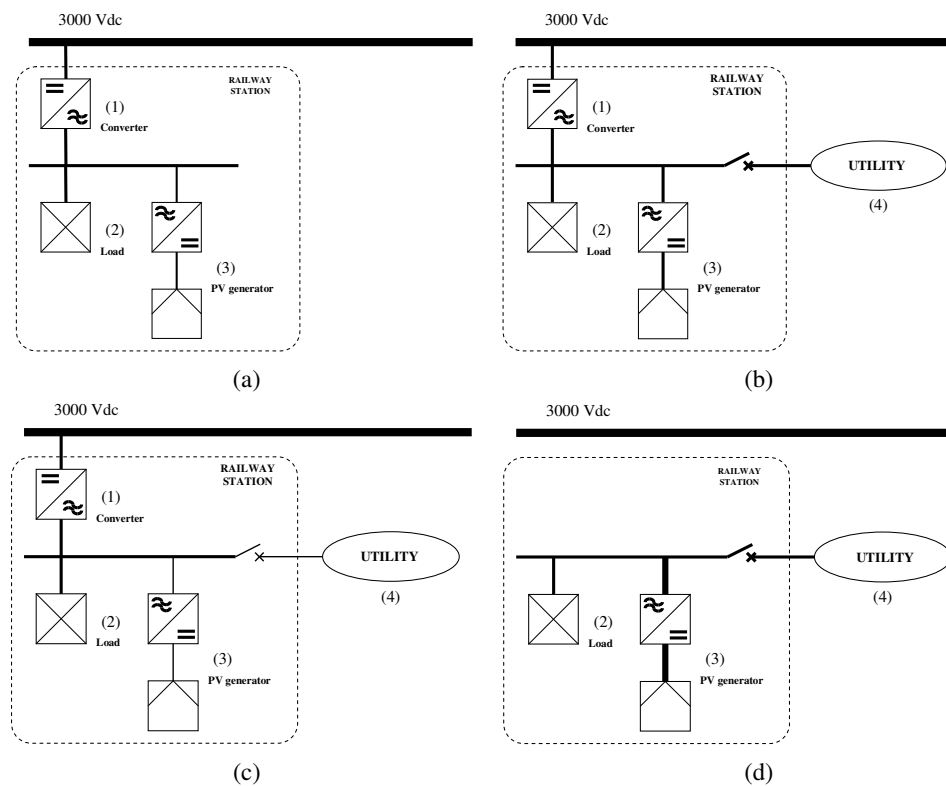 3000 Vdc
RAILWAY
STATION
(1)
Converter
(2)
Load
(3)
PV generator
(a)
3000 Vdc
RAILWAY
STATION
(1)
Converter
UTILITY
(4)
(2)
Load
(3)
PV generator
(b)
3000 Vdc
RAILWAY
STATION
(1)
Converter
UTILITY
(4)
(2)
Load
(3)
PV generator
(c)
3000 Vdc
RAILWAY
STATION
UTILITY
(4)
(2)
Load
(3)
PV generator
(d)